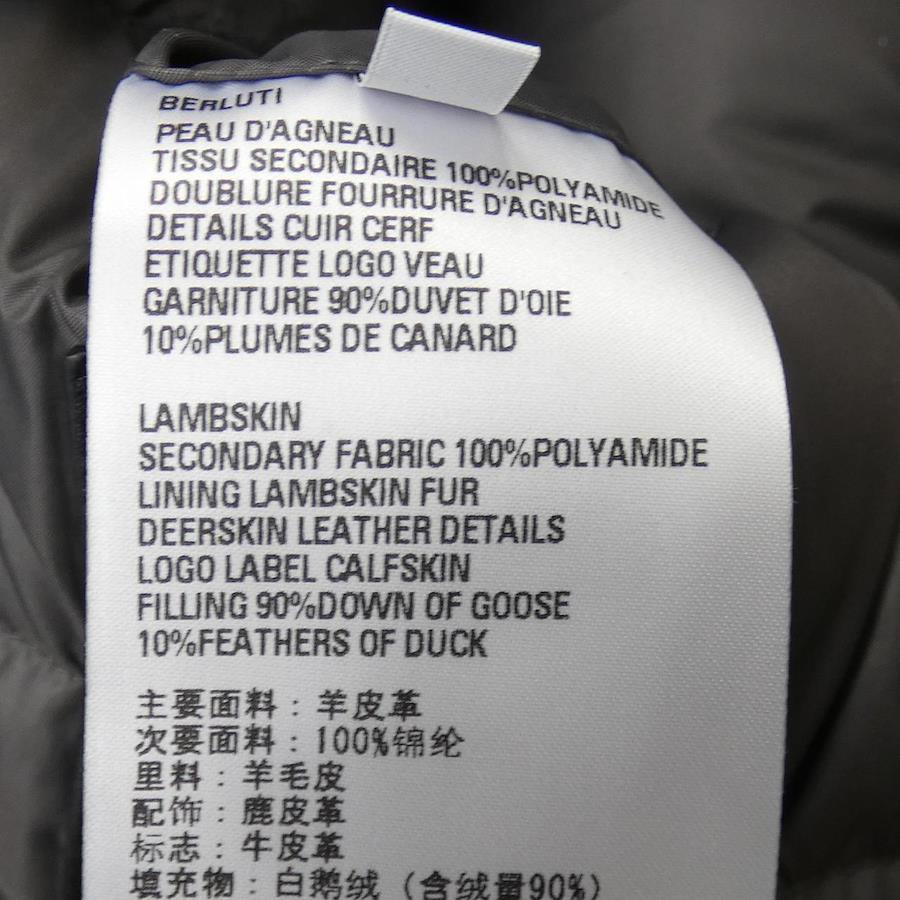 BERLUTI
PEAU D'AGNEAU
TISSU SECONDAIRE 100%POLYAMIDE
DOUBLURE FOURRURE D'AGNEAU
DETAILS CUIR CERF
ETIQUETTE LOGO VEAU
GARNITURE 90%DUVET D'OIE
10%PLUMES DE CANARD
LAMBSKIN
SECONDARY FABRIC 100%POLYAMIDE
LINING LAMBSKIN FUR
DEERSKIN LEATHER DETAILS
LOGO LABEL CALFSKIN
FILLING 90%DOWN OF GOOSE
10%FEATHERS OF DUCK
主要面料：羊皮革
次要面料：100%锦纶
里料：羊毛皮
配饰：鹿皮革
标志：牛皮革
填充物：白鹅绒（含绒量90%）